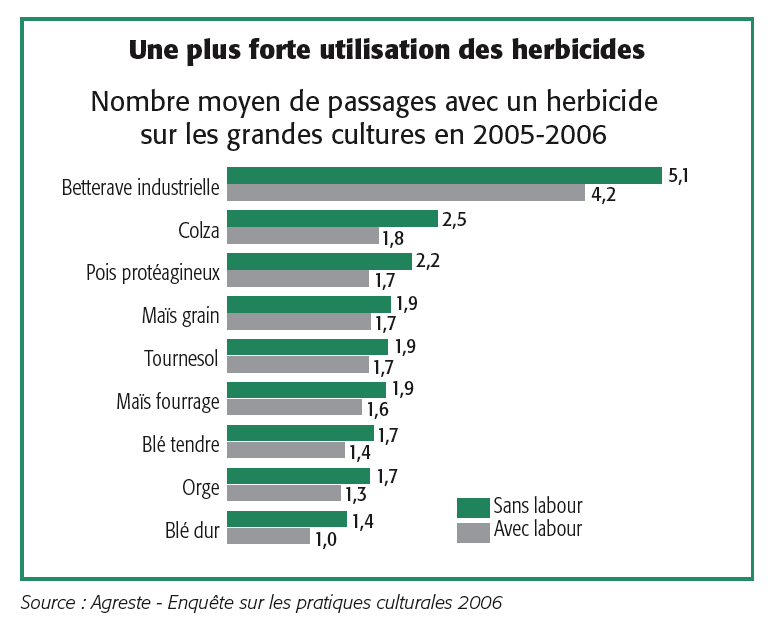 Une plus forte utilisation des herbicides
Nombre moyen de passages avec un herbicide
sur les grandes cultures en 2005-2006
Betterave industrielle
5,1
4,2
Colza
2,5
1,8
Pois protéagineux
2,2
1,7
Maïs grain
1,9
1,7
Tournesol
1,9
1,7
Maïs fourrage
1,9
1,6
Blé tendre
1,7
1,4
Orge
1,7
1,3
Blé dur
1,4
1,0
Sans labour
Avec labour
Source : Agreste - Enquête sur les pratiques culturales 2006